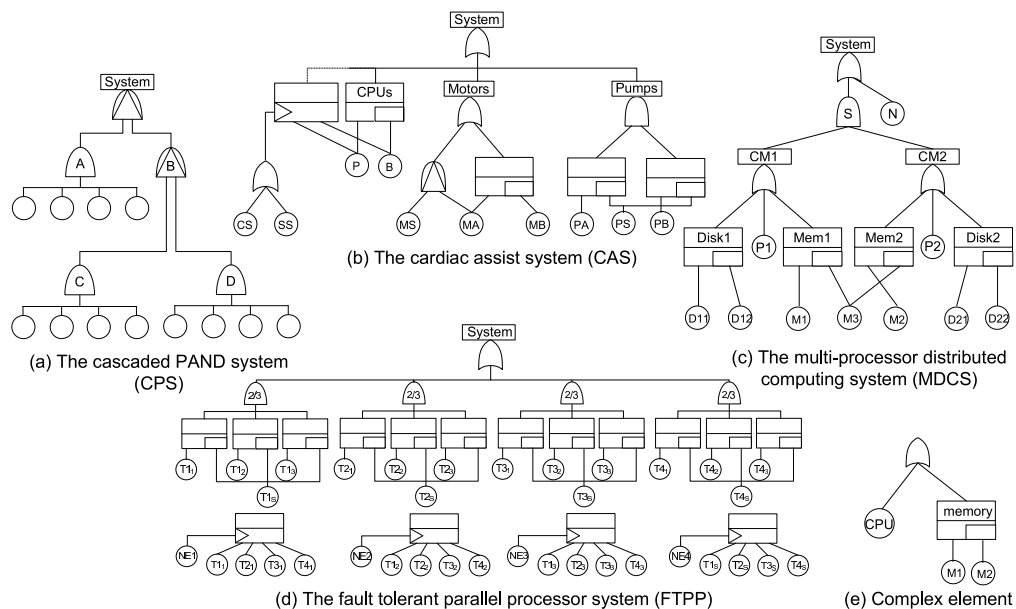 System
A
B
C
D
(a) The cascaded PAND system
(CPS)
System
CPUs
Motors
Pumps
P
B
CS
SS
MS
MA
MB
PA
PS
PB
(b) The cardiac assist system (CAS)
System
S
N
CM1
CM2
Disk1
P1
Mem1
Mem2
P2
Disk2
D11
D12
M1
M3
M2
D21
D22
(c) The multi-processor distributed
computing system (MDCS)
System
2/3
2/3
2/3
2/3
T1₁
T1₂
T1₃
T2₁
T2₂
T2₃
T3₁
T3₂
T3₃
T4₁
T4₂
T4₃
T1S
T2S
T3S
T4S
NE1
T1₁
T2₁
T3₁
T4₁
NE2
T1₂
T2₂
T3₂
T4₂
NE3
T1₃
T2₃
T3₃
T4₃
NE4
T1S
T2S
T3S
T4S
(d) The fault tolerant parallel processor system (FTPP)
CPU
memory
M1
M2
(e) Complex element